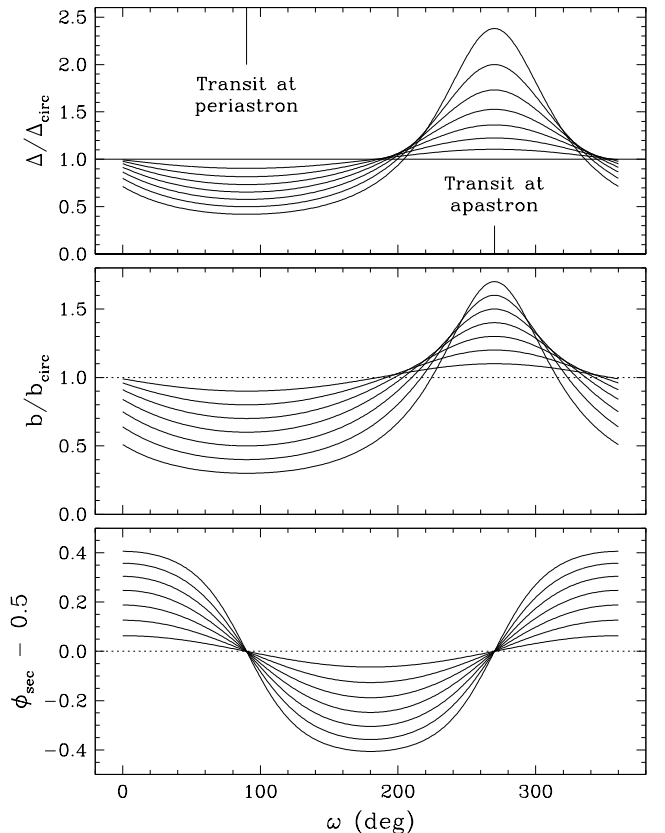 2.5
2.0
1.5
1.0
0.5
0.0
Δ/Δcirc
Transit at
periastron
Transit at
apastron
1.5
1.0
0.5
0.0
b/bcirc
0.4
0.2
0.0
−0.2
−0.4
ϕsec − 0.5
0 100 200 300
ω (deg)